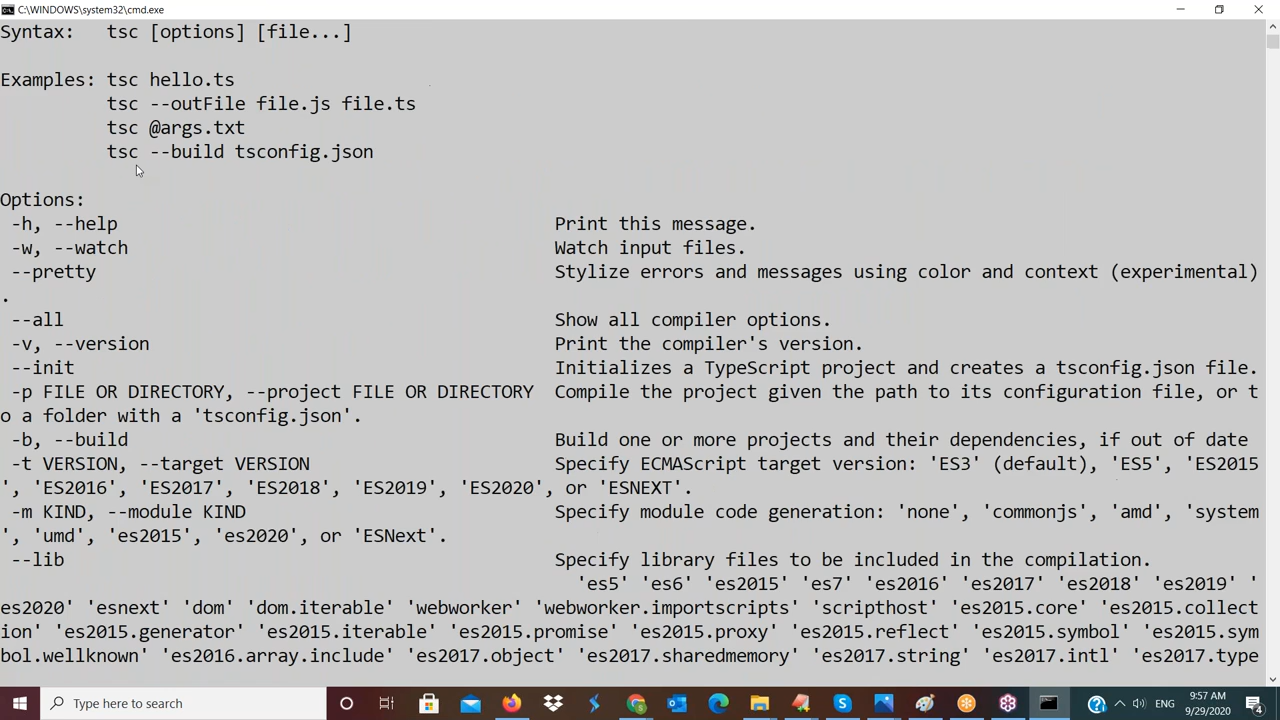 C:\WINDOWS\system32\cmd.exe
Syntax:   tsc [options] [file...]
Examples: tsc hello.ts
tsc --outFile file.js file.ts
tsc @args.txt
tsc --build tsconfig.json
Options:
-h, --help                                         Print this message.
-w, --watch                                        Watch input files.
--pretty                                           Stylize errors and messages using color and context (experimental)
.
--all                                              Show all compiler options.
-v, --version                                      Print the compiler's version.
--init                                             Initializes a TypeScript project and creates a tsconfig.json file.
-p FILE OR DIRECTORY, --project FILE OR DIRECTORY  Compile the project given the path to its configuration file, or t
o a folder with a 'tsconfig.json'.
-b, --build                                        Build one or more projects and their dependencies, if out of date
-t VERSION, --target VERSION                       Specify ECMAScript target version: 'ES3' (default), 'ES5', 'ES2015
', 'ES2016', 'ES2017', 'ES2018', 'ES2019', 'ES2020', or 'ESNEXT'.
-m KIND, --module KIND                             Specify module code generation: 'none', 'commonjs', 'amd', 'system
', 'umd', 'es2015', 'es2020', or 'ESNext'.
--lib                                              Specify library files to be included in the compilation.
'es5' 'es6' 'es2015' 'es7' 'es2016' 'es2017' 'es2018' 'es2019' '
es2020' 'esnext' 'dom' 'dom.iterable' 'webworker' 'webworker.importscripts' 'scripthost' 'es2015.core' 'es2015.collect
ion' 'es2015.generator' 'es2015.iterable' 'es2015.promise' 'es2015.proxy' 'es2015.reflect' 'es2015.symbol' 'es2015.sym
bol.wellknown' 'es2016.array.include' 'es2017.object' 'es2017.sharedmemory' 'es2017.string' 'es2017.intl' 'es2017.type
Type here to search
ENG
9:57 AM
9/29/2020
4